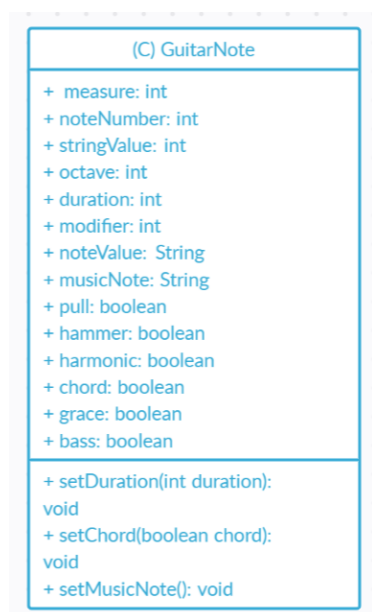 (C) GuitarNote
+ measure: int
+ noteNumber: int
+ stringValue: int
+ octave: int
+ duration: int
+ modifier: int
+ noteValue: String
+ musicNote: String
+ pull: boolean
+ hammer: boolean
+ harmonic: boolean
+ chord: boolean
+ grace: boolean
+ bass: boolean
+ setDuration(int duration):
void
+ setChord(boolean chord):
void
+ setMusicNote(): void